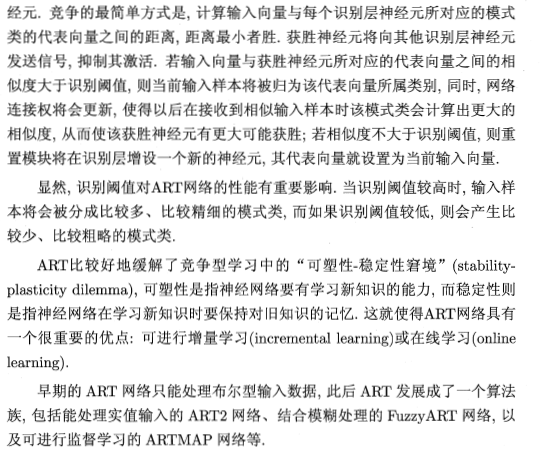 经元. 竞争的最简单方式是, 计算输入向量与每个识别层神经元所对应的模式
类的代表向量之间的距离, 距离最小者胜. 获胜神经元将向其他识别层神经元
发送信号, 抑制其激活. 若输入向量与获胜神经元所对应的代表向量之间的相
似度大于识别阈值, 则当前输入样本将被归为该代表向量所属类别, 同时, 网络
连接权将会更新, 使得以后在接收到相似输入样本时该模式类会计算出更大的
相似度, 从而使该获胜神经元有更大可能获胜; 若相似度不大于识别阈值, 则重
置模块将在识别层增设一个新的神经元, 其代表向量就设置为当前输入向量.
显然, 识别阈值对ART网络的性能有重要影响. 当识别阈值较高时, 输入样
本将会被分成比较多、比较精细的模式类, 而如果识别阈值较低, 则会产生比
较少、比较粗略的模式类.
ART比较好地缓解了竞争型学习中的“可塑性-稳定性窘境”(stability-
plasticity dilemma), 可塑性是指神经网络要有学习新知识的能力, 而稳定性则
是指神经网络在学习新知识时要保持对旧知识的记忆. 这就使得ART网络具有
一个很重要的优点: 可进行增量学习(incremental learning)或在线学习(online
learning).
早期的 ART 网络只能处理布尔型输入数据, 此后 ART 发展成了一个算法
族, 包括能处理实值输入的 ART2 网络、结合模糊处理的 FuzzyART 网络, 以
及可进行监督学习的 ARTMAP 网络等.